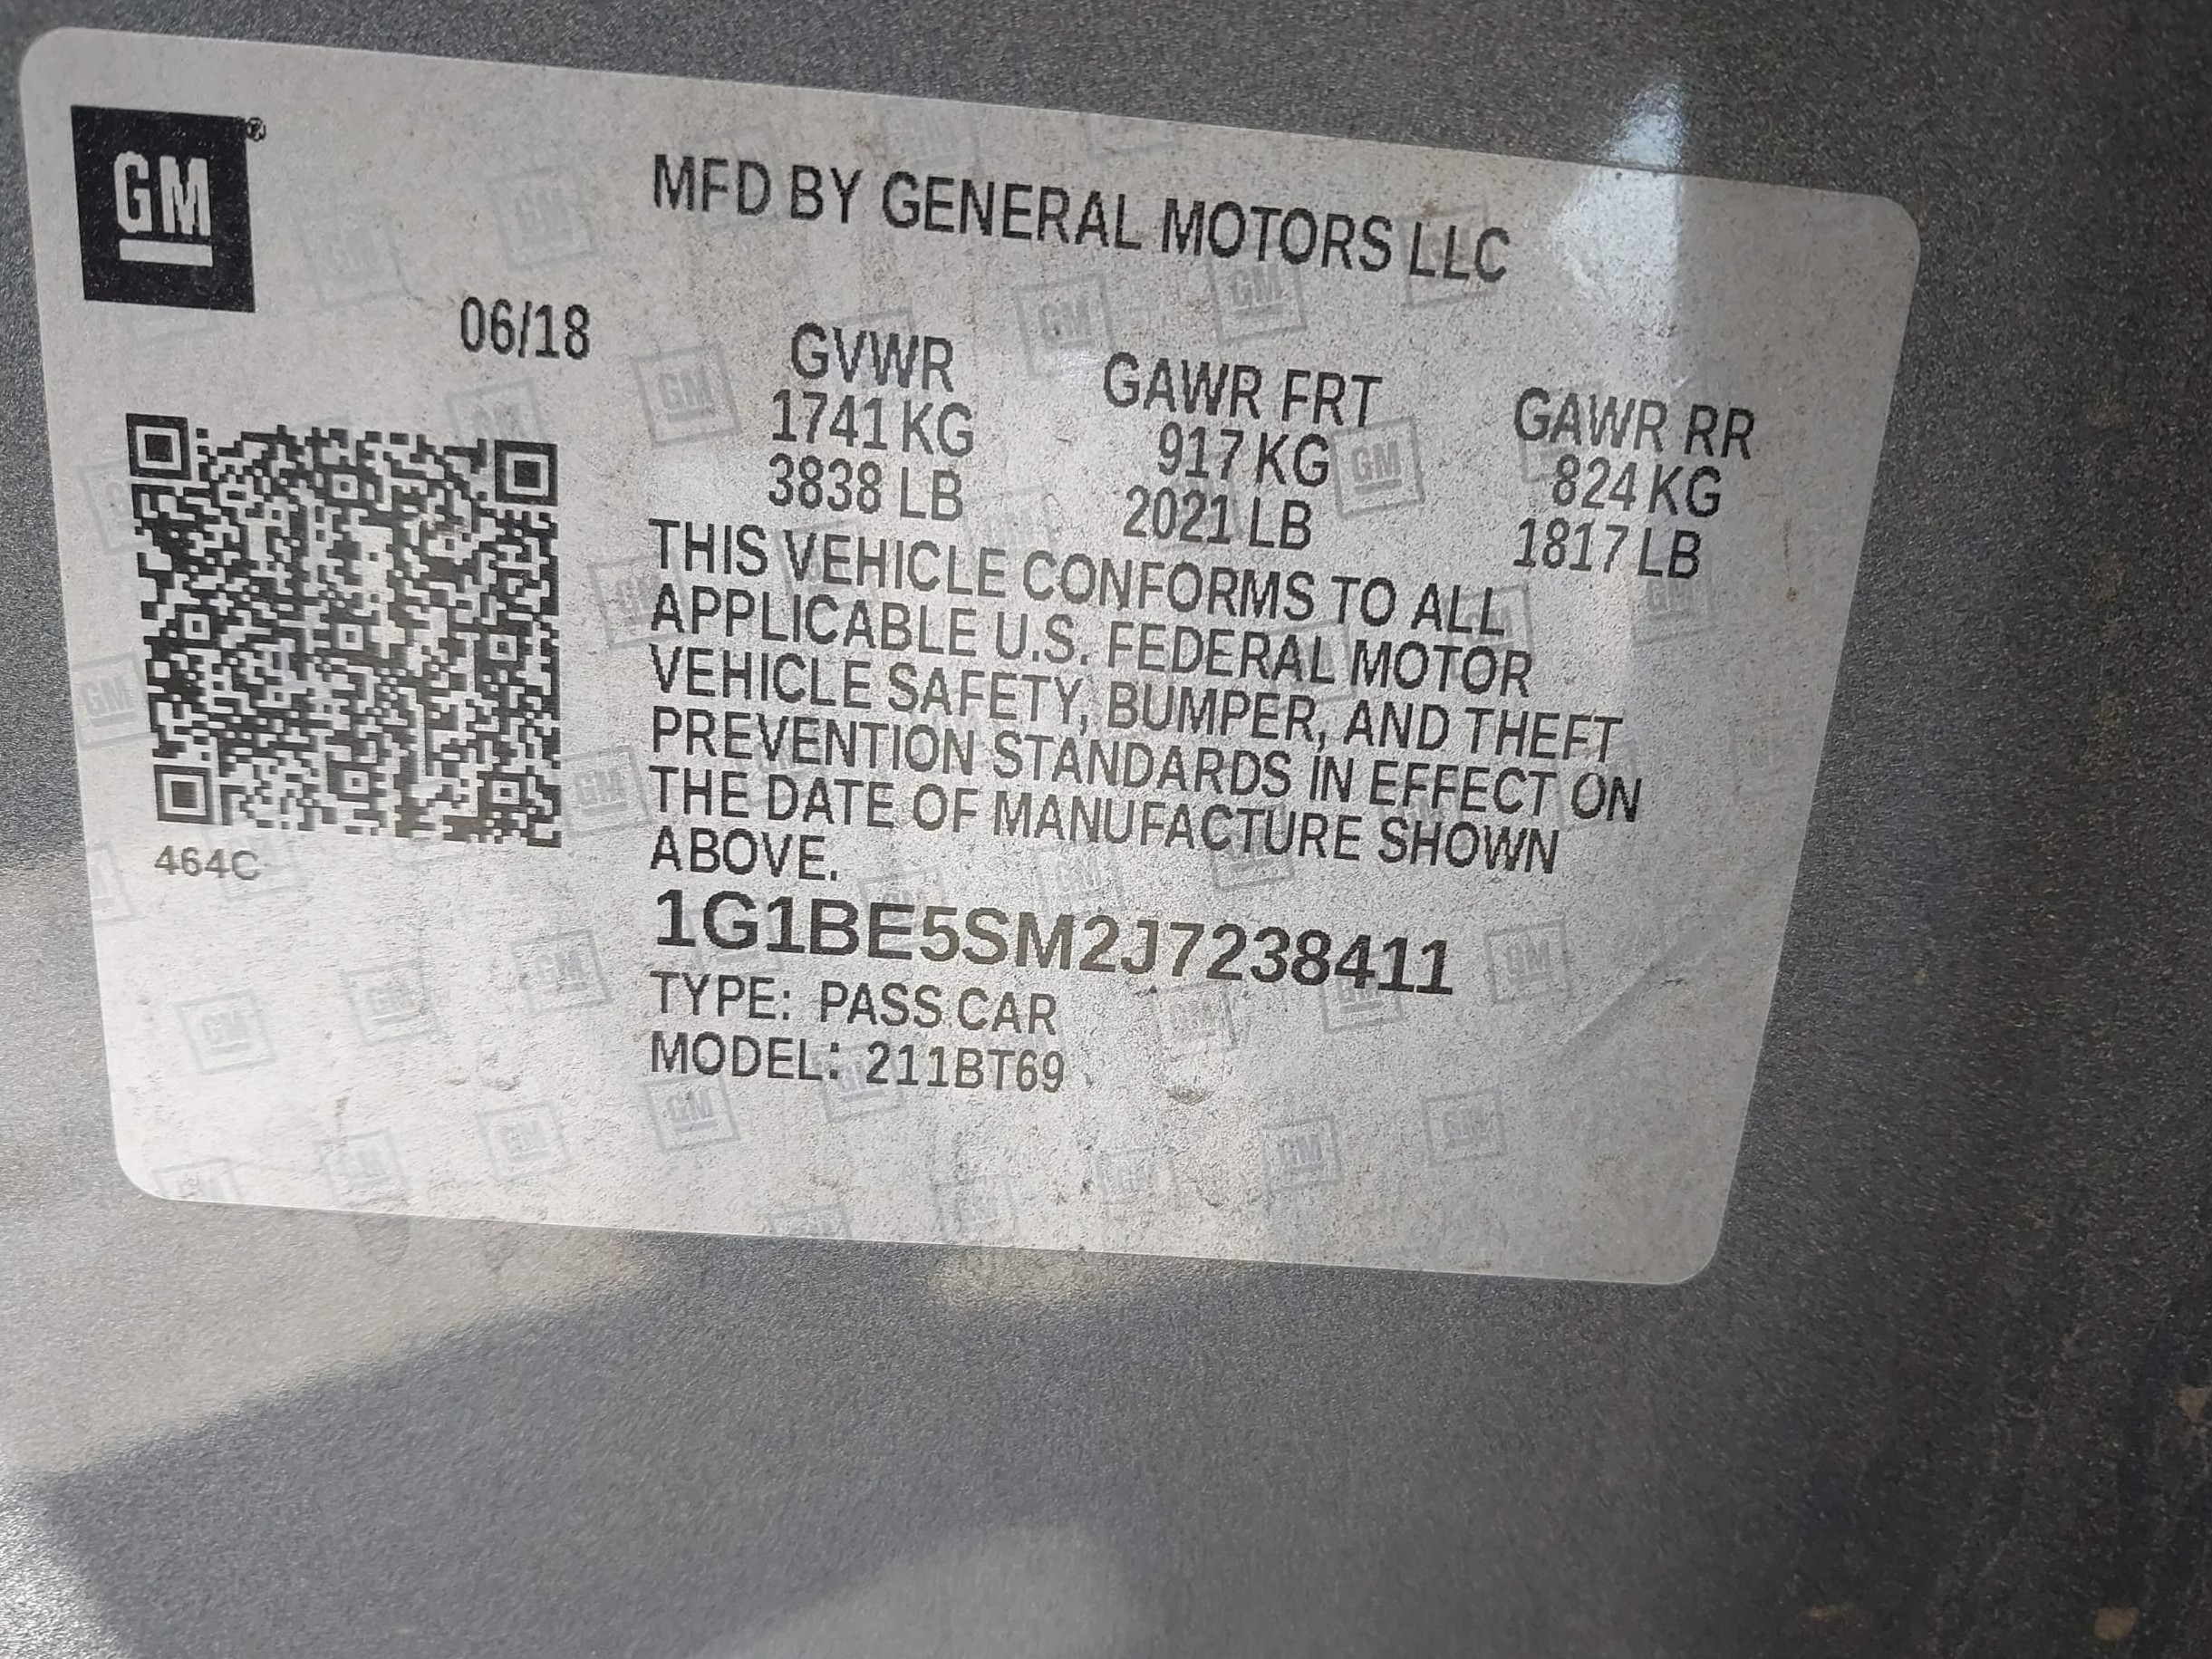 GM®
MFD BY GENERAL MOTORS LLC
06/18
GVWR GAWR FRT GAWR RR
1741 KG 917 KG 824 KG
3838 LB 2021 LB 1817 LB
THIS VEHICLE CONFORMS TO ALL
APPLICABLE U.S. FEDERAL MOTOR
VEHICLE SAFETY, BUMPER, AND THEFT
PREVENTION STANDARDS IN EFFECT ON
THE DATE OF MANUFACTURE SHOWN
ABOVE.
464C
1G1BE5SM2J7238411
TYPE: PASS CAR
MODEL: 211BT69